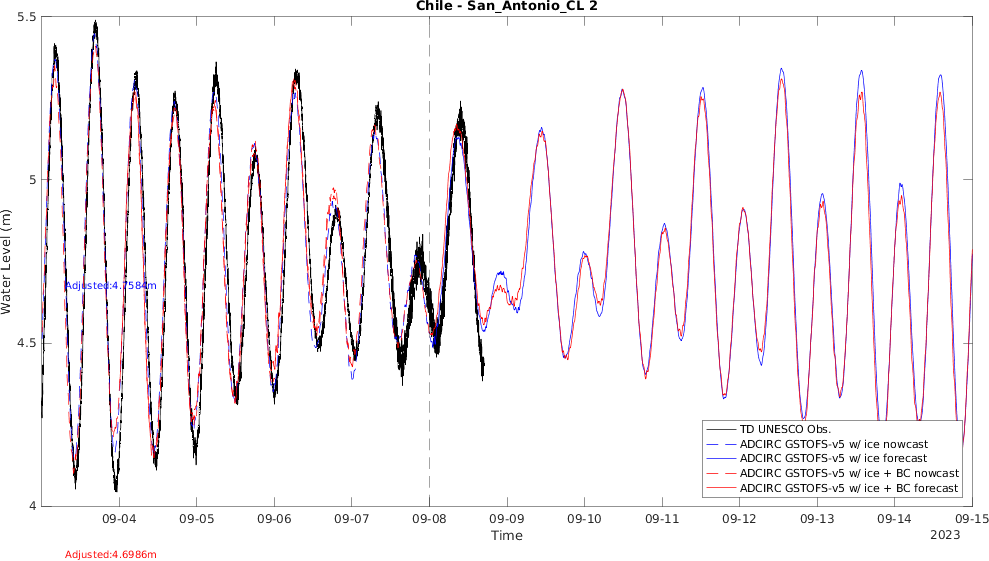 Chile - San_Antonio_CL 2
5.5
5
4.5
4
Water Level (m)
Adjusted:4.7584m
TD UNESCO Obs.
ADCIRC GSTOFS-v5 w/ ice nowcast
ADCIRC GSTOFS-v5 w/ ice forecast
ADCIRC GSTOFS-v5 w/ ice + BC nowcast
ADCIRC GSTOFS-v5 w/ ice + BC forecast
09-04 09-05 09-06 09-07 09-08 09-09 09-10 09-11 09-12 09-13 09-14 09-15
Time
2023
Adjusted:4.6986m